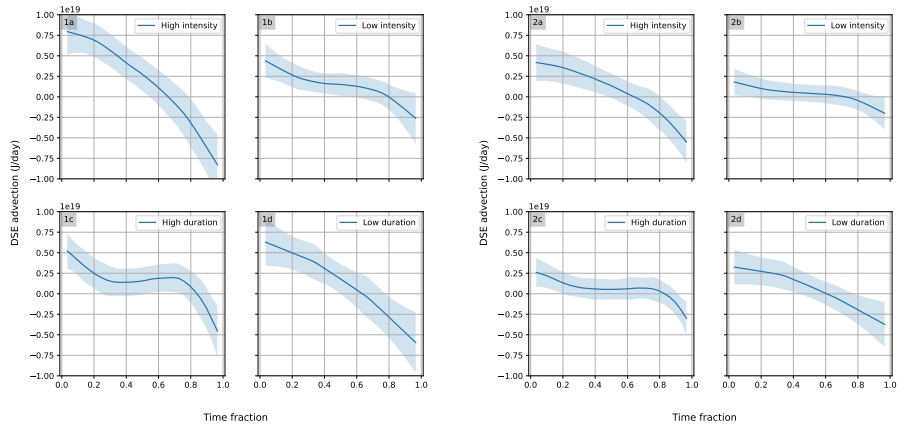 1e19
1a
High intensity
1b
Low intensity
1.00
0.75
0.50
0.25
0.00
−0.25
−0.50
−0.75
−1.00
1e19
1c
High duration
1d
Low duration
1.00
0.75
0.50
0.25
0.00
−0.25
−0.50
−0.75
−1.00
0.0 0.2 0.4 0.6 0.8 1.0
0.0 0.2 0.4 0.6 0.8 1.0
DSE advection (J/day)
Time fraction
1e19
2a
High intensity
2b
Low intensity
1.00
0.75
0.50
0.25
0.00
−0.25
−0.50
−0.75
−1.00
1e19
2c
High duration
2d
Low duration
1.00
0.75
0.50
0.25
0.00
−0.25
−0.50
−0.75
−1.00
0.0 0.2 0.4 0.6 0.8 1.0
0.0 0.2 0.4 0.6 0.8 1.0
DSE advection (J/day)
Time fraction